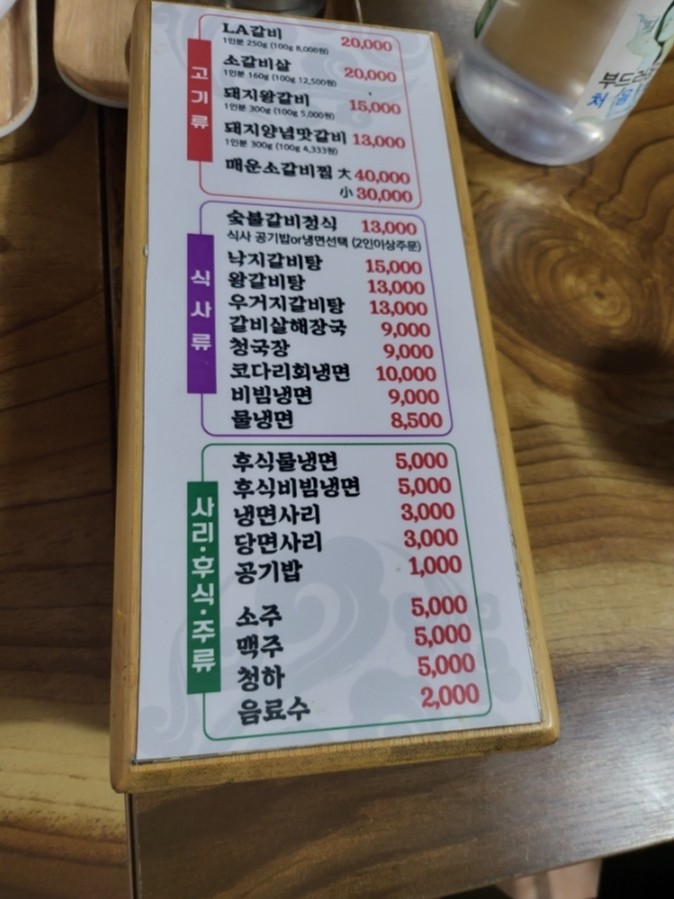 고기류
LA갈비 20,000
1인분 250g (100g 8,000원)
소갈비살 20,000
1인분 160g (100g 12,500원)
돼지왕갈비 15,000
1인분 300g (100g 5,000원)
돼지양념맛갈비 13,000
1인분 300g (100g 4,333원)
매운소갈비찜 大 40,000
小 30,000
식사류
숯불갈비정식 13,000
식사 공기밥or냉면선택 (2인이상주문)
낙지갈비탕 15,000
왕갈비탕 13,000
우거지갈비탕 13,000
갈비살해장국 9,000
청국장 9,000
코다리회냉면 10,000
비빔냉면 9,000
물냉면 8,500
사리·후식·주류
후식물냉면 5,000
후식비빔냉면 5,000
냉면사리 3,000
당면사리 3,000
공기밥 1,000
소주 5,000
맥주 5,000
청하 5,000
음료수 2,000